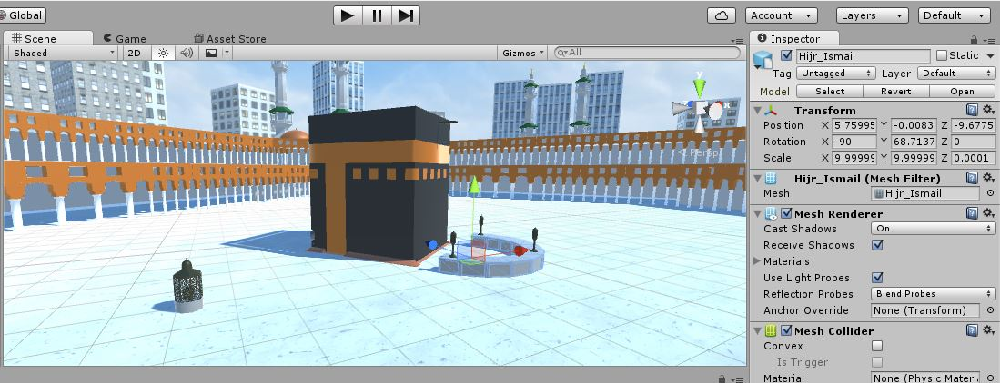 Global
Account
Layers
Default
Scene
Game
Asset Store
Shaded
2D
Gizmos
All
y
x
Persp
Inspector
Hijr_Ismail
Static
Tag Untagged Layer Default
Model Select Revert Open
Transform
Position X 5.75995 Y -0.0083 Z -9.6775
Rotation X -90 Y 68.7137 Z 0
Scale X 9.99999 Y 9.99999 Z 0.0001
Hijr_Ismail (Mesh Filter)
Mesh Hijr_Ismail
Mesh Renderer
Cast Shadows On
Receive Shadows
Materials
Use Light Probes
Reflection Probes Blend Probes
Anchor Override None (Transform)
Mesh Collider
Convex
Is Trigger
Material None (Physic Materi